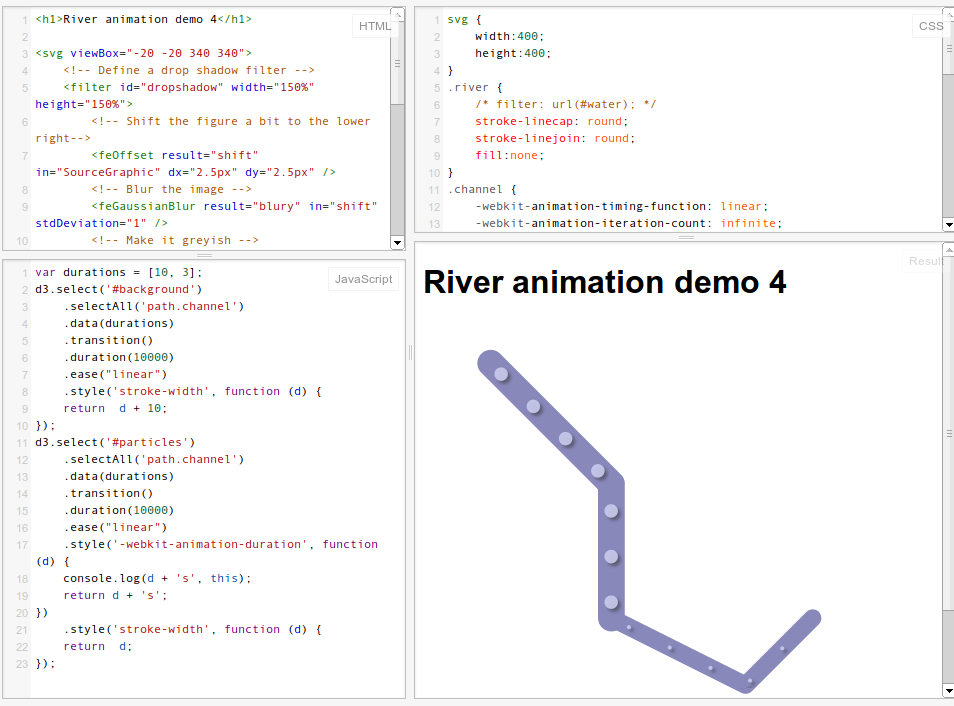 HTML
1 <h1>River animation demo 4</h1>
2
3 <svg viewBox="-20 -20 340 340">
4 <!-- Define a drop shadow filter -->
5 <filter id="dropshadow" width="150%"
height="150%">
6 <!-- Shift the figure a bit to the lower
right-->
7 <feOffset result="shift"
in="SourceGraphic" dx="2.5px" dy="2.5px" />
8 <!-- Blur the image -->
9 <feGaussianBlur result="blury" in="shift"
stdDeviation="1" />
10 <!-- Make it greyish -->
CSS
1 svg {
2 width:400;
3 height:400;
4 }
5 .river {
6 /* filter: url(#water); */
7 stroke-linecap: round;
8 stroke-linejoin: round;
9 fill:none;
10 }
11 .channel {
12 -webkit-animation-timing-function: linear;
13 -webkit-animation-iteration-count: infinite;
JavaScript
1 var durations = [10, 3];
2 d3.select('#background')
3 .selectAll('path.channel')
4 .data(durations)
5 .transition()
6 .duration(10000)
7 .ease("linear")
8 .style('stroke-width', function (d) {
9 return  d + 10;
10 });
11 d3.select('#particles')
12 .selectAll('path.channel')
13 .data(durations)
14 .transition()
15 .duration(10000)
16 .ease("linear")
17 .style('-webkit-animation-duration', function
(d) {
18 console.log(d + 's', this);
19 return d + 's';
20 })
21 .style('stroke-width', function (d) {
22 return  d;
23 });
Result
River animation demo 4